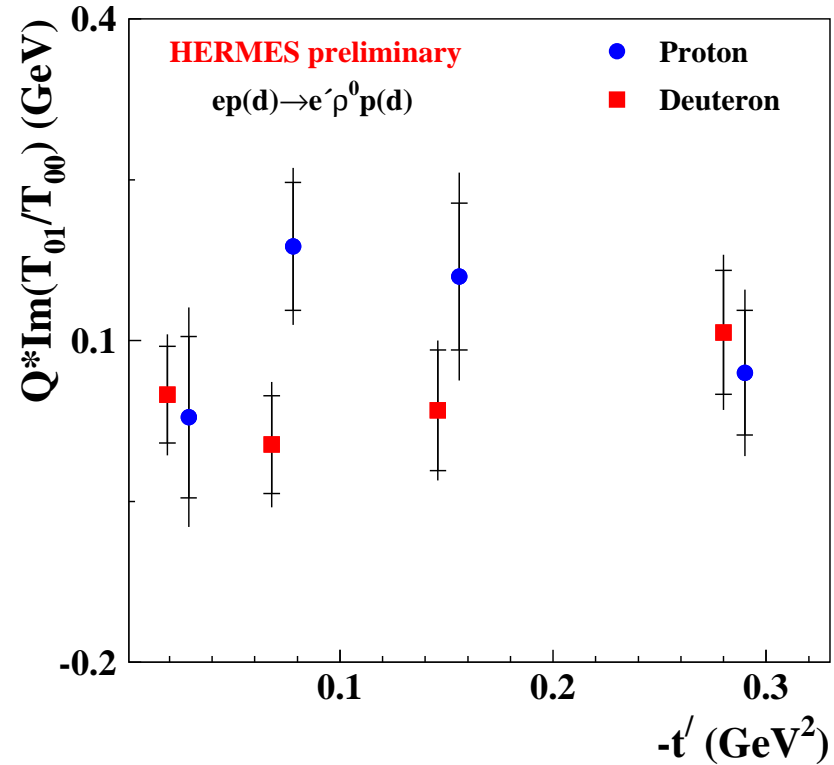 0.4
HERMES preliminary
Proton
ep(d)→e´ρ⁰p(d)
Deuteron
Q*Im(T₀₁/T₀₀) (GeV)
0.1
-0.2
0.1 0.2 0.3
-t′ (GeV²)